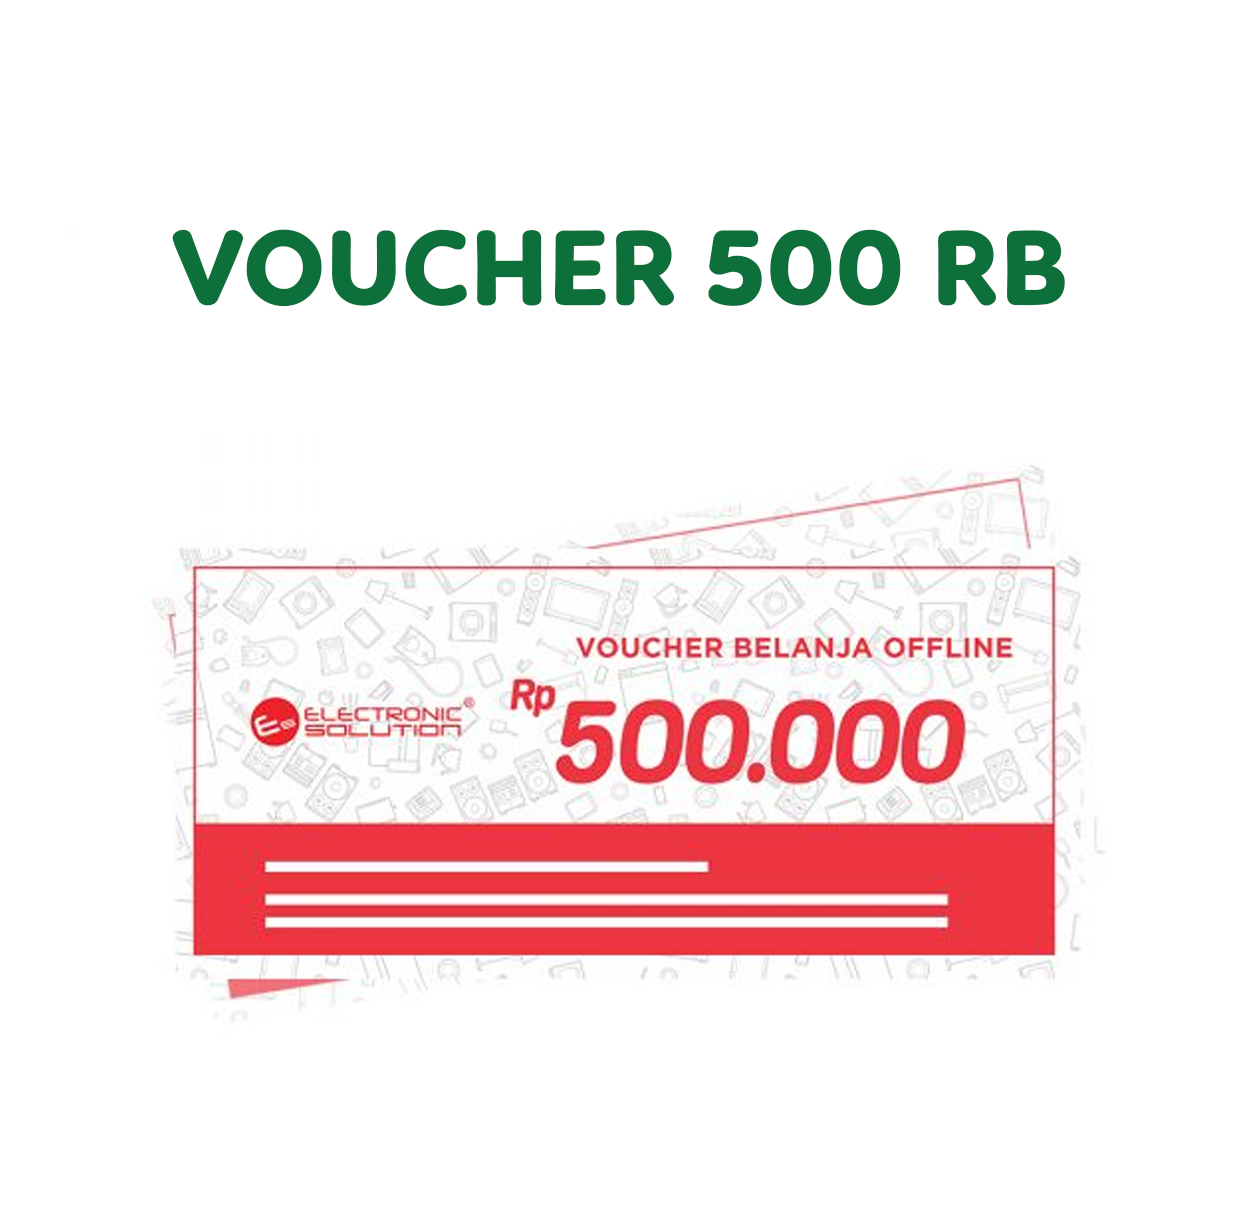 VOUCHER 500 RB
VOUCHER BELANJA OFFLINE
Rp 500.000
ELECTRONIC®
SOLUTION